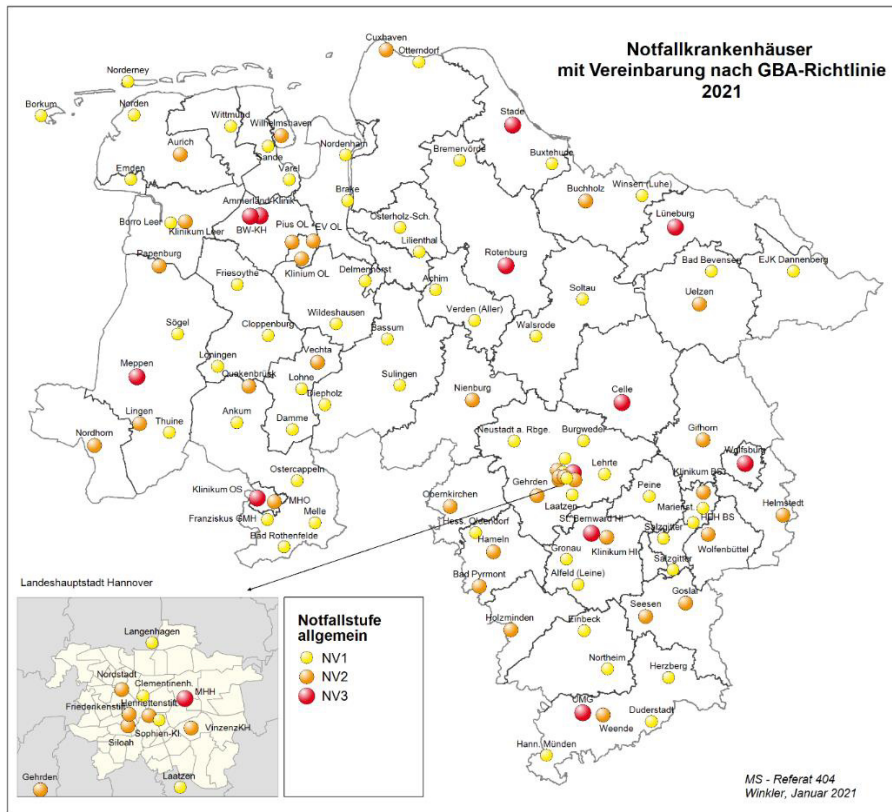 Notfallkrankenhäuser
mit Vereinbarung nach GBA-Richtlinie
2021
Cuxhaven
Otterndorf
Norderney
Borkum
Norden
Wittmund
Wilhelmshaven
Stade
Aurich
Sande
Nordenham
Bremervörde
Buxtehude
Emden
Varel
Buchholz
Winsen (Luhe)
Ammerland-Klinik
Brake
Osterholz-Sch.
Lüneburg
Borro Leer
Klinikum Leer
BW-KH
Pius OL
EV OL
Lilienthal
Rotenburg
Papenburg
Klinium OL
Bad Bevensen
EJK Dannenberg
Friesoythe
Delmenhorst
Achim
Soltau
Uelzen
Sögel
Cloppenburg
Wildeshausen
Bassum
Verden (Aller)
Walsrode
Meppen
Löningen
Vechta
Quakenbrück
Lohne
Diepholz
Sulingen
Nienburg
Celle
Lingen
Thuine
Ankum
Damme
Nordhorn
Neustadt a. Rbge.
Burgwedel
Gifhorn
Ostercappeln
Gehrden
Lehrte
Wolfsburg
Klinikum OS
MHO
Obernkirchen
Laatzen
Peine
Marienst.
HEH BS
Helmstedt
Franziskus GMH
Melle
Hess. Oldendorf
St. Bernward HI
Salzgitter
Bad Rothenfelde
Hameln
Gronau
Klinikum HI
Wolfenbüttel
Bad Pyrmont
Alfeld (Leine)
Salzgitter
Goslar
Seesen
Holzminden
Einbeck
Northeim
Herzberg
UMG
Weende
Duderstadt
Hann. Münden
Landeshauptstadt Hannover
Langenhagen
Nordstadt
Clementinenh.
MHH
Friedenkenstift
Henriettenstift.
Sophien-Kl.
VinzenzKH
Siloah
Gehrden
Laatzen
Notfallstufe
allgemein
NV1
NV2
NV3
MS - Referat 404
Winkler, Januar 2021